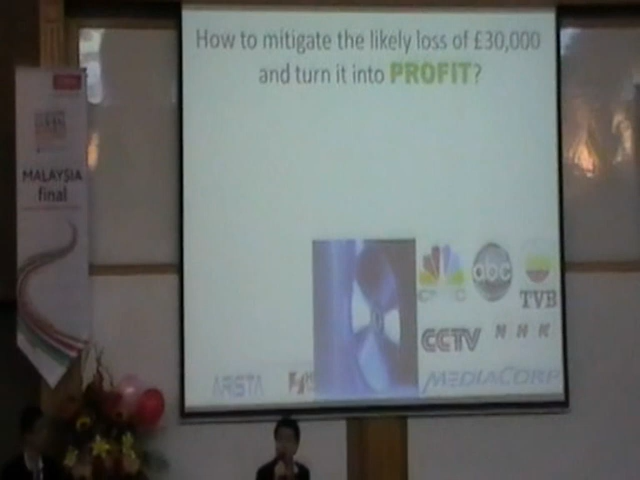 How to mitigate the likely loss of £30,000
and turn it into PROFIT?
MALAYSIA
final
abc
TVB
CCTV
N H K
MEDIACORP
ARISTA